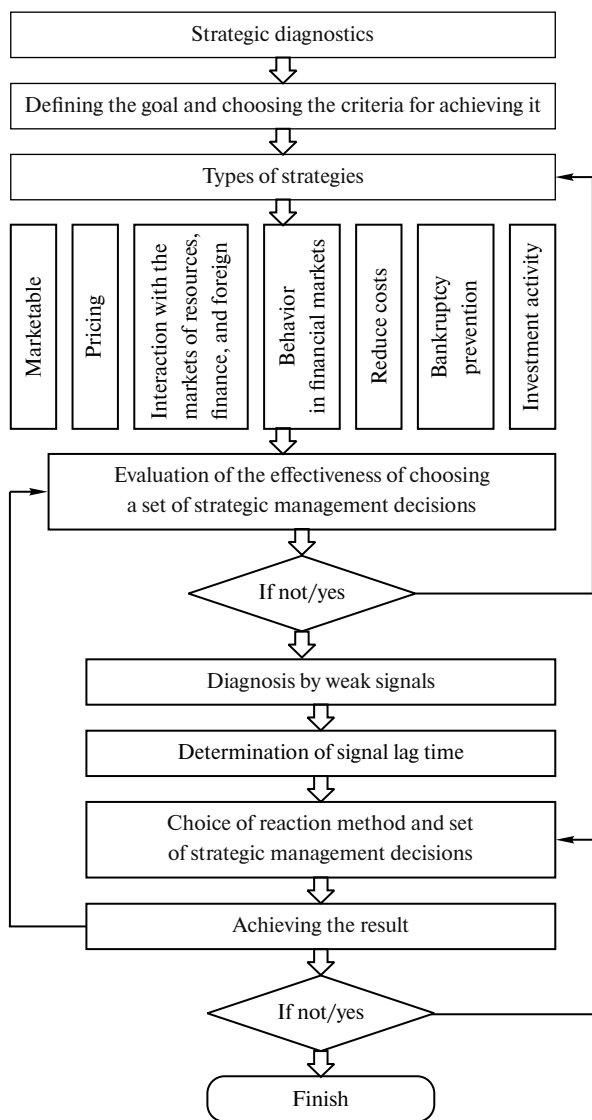 Strategic diagnostics
Defining the goal and choosing the criteria for achieving it
Types of strategies
Marketable
Pricing
Interaction with the
markets of resources,
finance, and foreign
Behavior
in financial markets
Reduce costs
Bankruptcy
prevention
Investment activity
Evaluation of the effectiveness of choosing
a set of strategic management decisions
If not/yes
Diagnosis by weak signals
Determination of signal lag time
Choice of reaction method and set
of strategic management decisions
Achieving the result
If not/yes
Finish